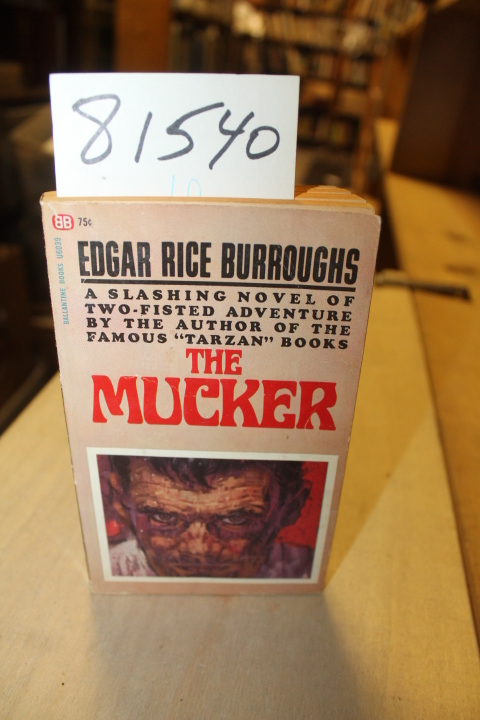 81540
10
BB 75¢
BALLANTINE BOOKS U6039
EDGAR RICE BURROUGHS
A SLASHING NOVEL OF
TWO-FISTED ADVENTURE
BY THE AUTHOR OF THE
FAMOUS "TARZAN" BOOKS
THE
MUCKER